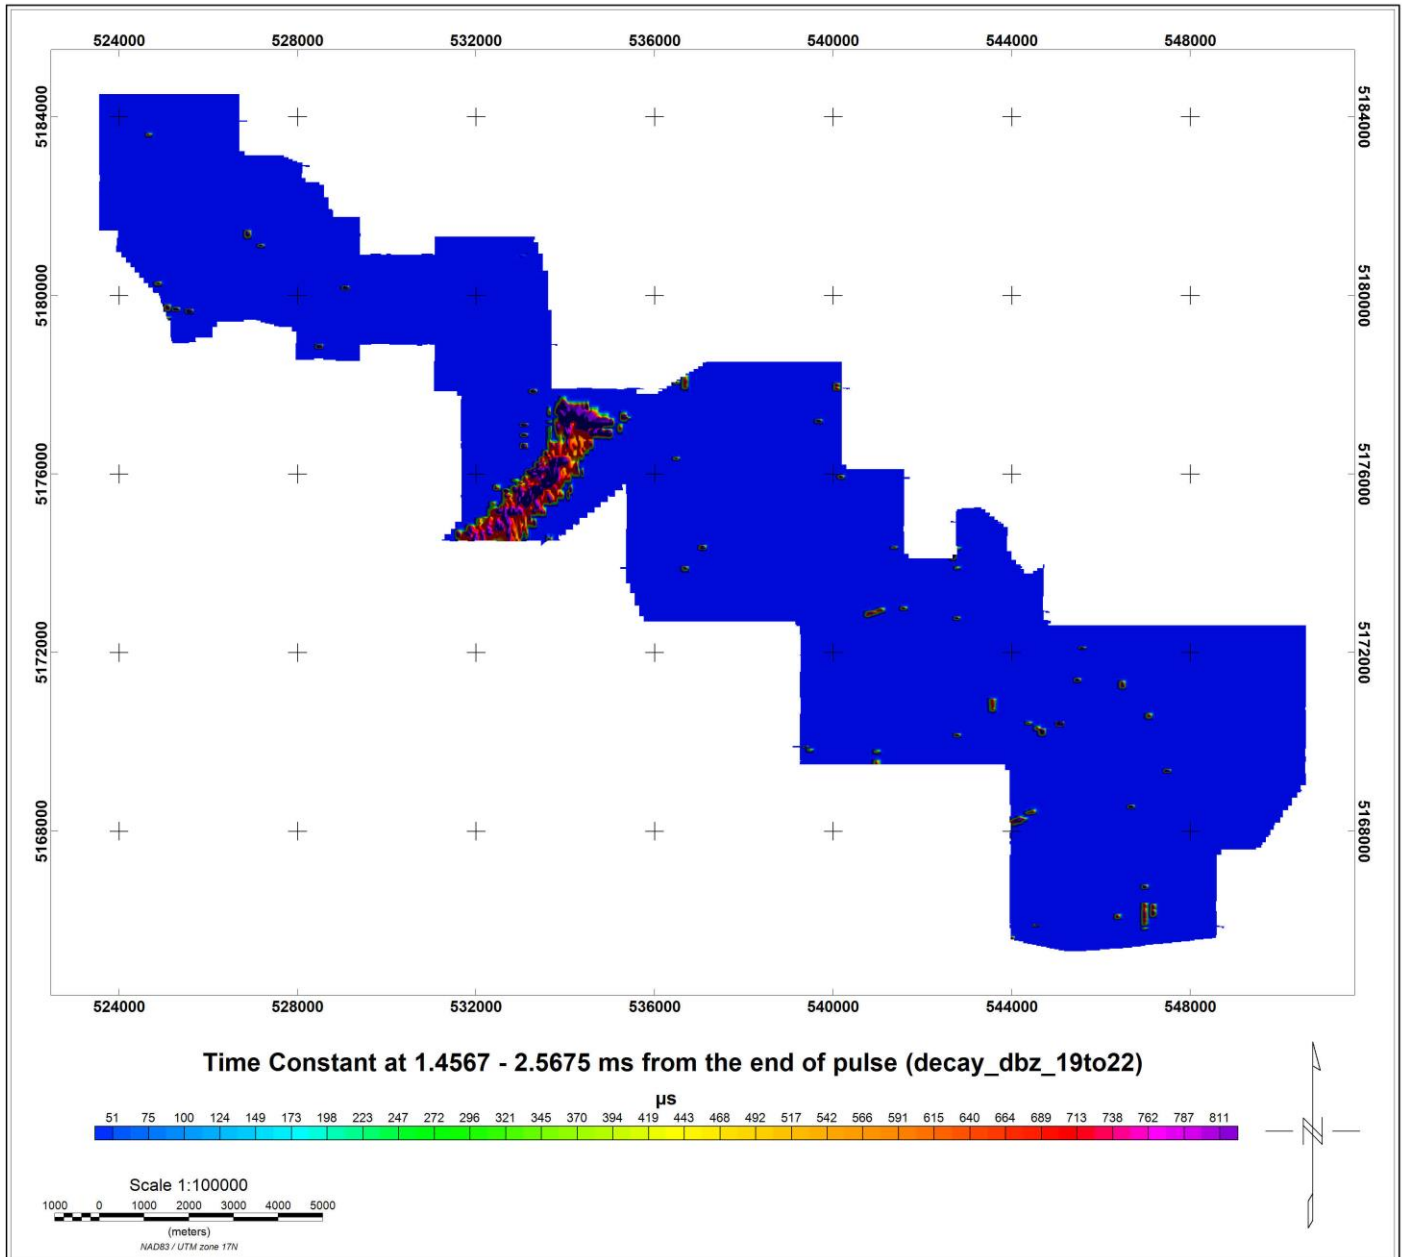 524000 528000 532000 536000 540000 544000 548000
5184000 5184000
5180000 5180000
5176000 5176000
5172000 5172000
5168000 5168000
524000 528000 532000 536000 540000 544000 548000
Time Constant at 1.4567 - 2.5675 ms from the end of pulse (decay_dbz_19to22)
µs
51 75 100 124 149 173 198 223 247 272 296 321 345 370 394 419 443 468 492 517 542 566 591 615 640 664 689 713 738 762 787 811
N
Scale 1:100000
1000 0 1000 2000 3000 4000 5000
(meters)
NAD83 / UTM zone 17N